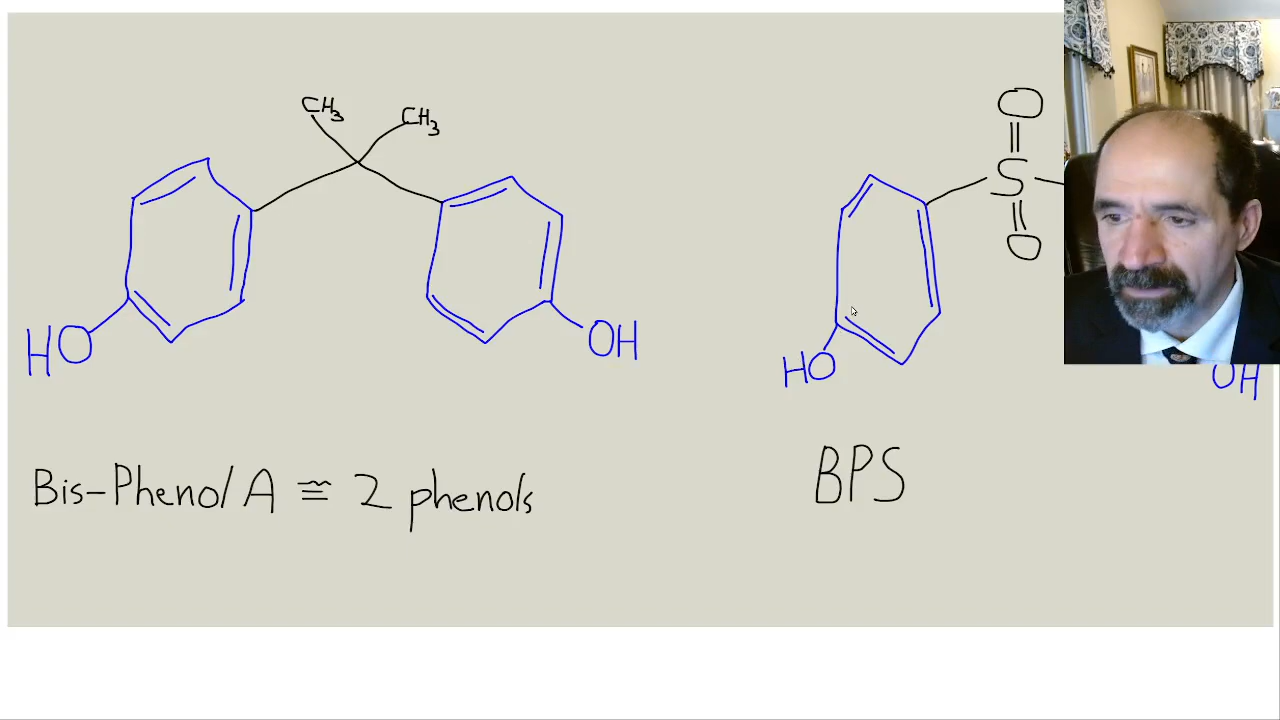 CH3
CH3
O
S
O
HO
OH
HO
OH
Bis-Phenol A ≅ 2 phenols
BPS